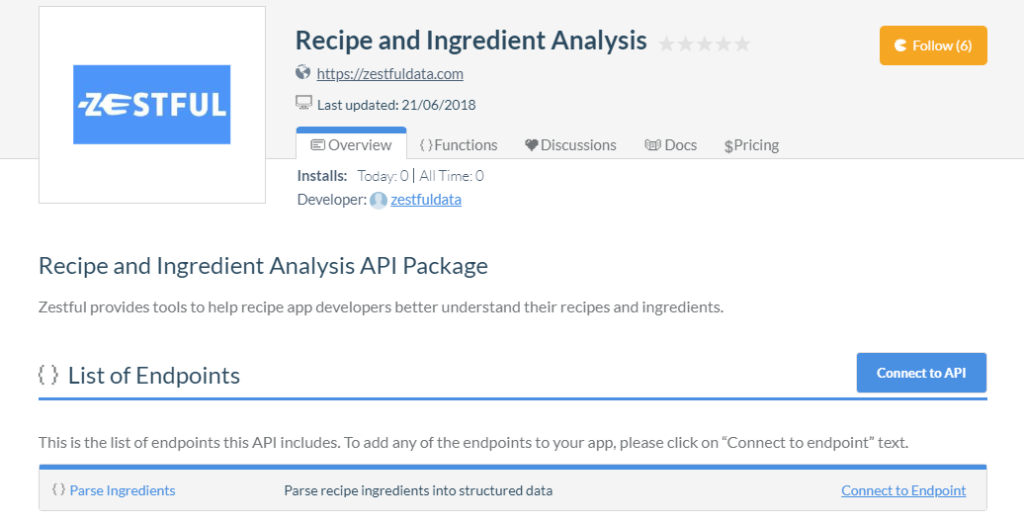 ZESTFUL
Recipe and Ingredient Analysis
Follow (6)
https://zestfuldata.com
Last updated: 21/06/2018
Overview { }Functions Discussions Docs $Pricing
Installs: Today: 0 | All Time: 0
Developer: zestfuldata
Recipe and Ingredient Analysis API Package
Zestful provides tools to help recipe app developers better understand their recipes and ingredients.
{ } List of Endpoints
Connect to API
This is the list of endpoints this API includes. To add any of the endpoints to your app, please click on “Connect to endpoint” text.
{ } Parse Ingredients Parse recipe ingredients into structured data Connect to Endpoint